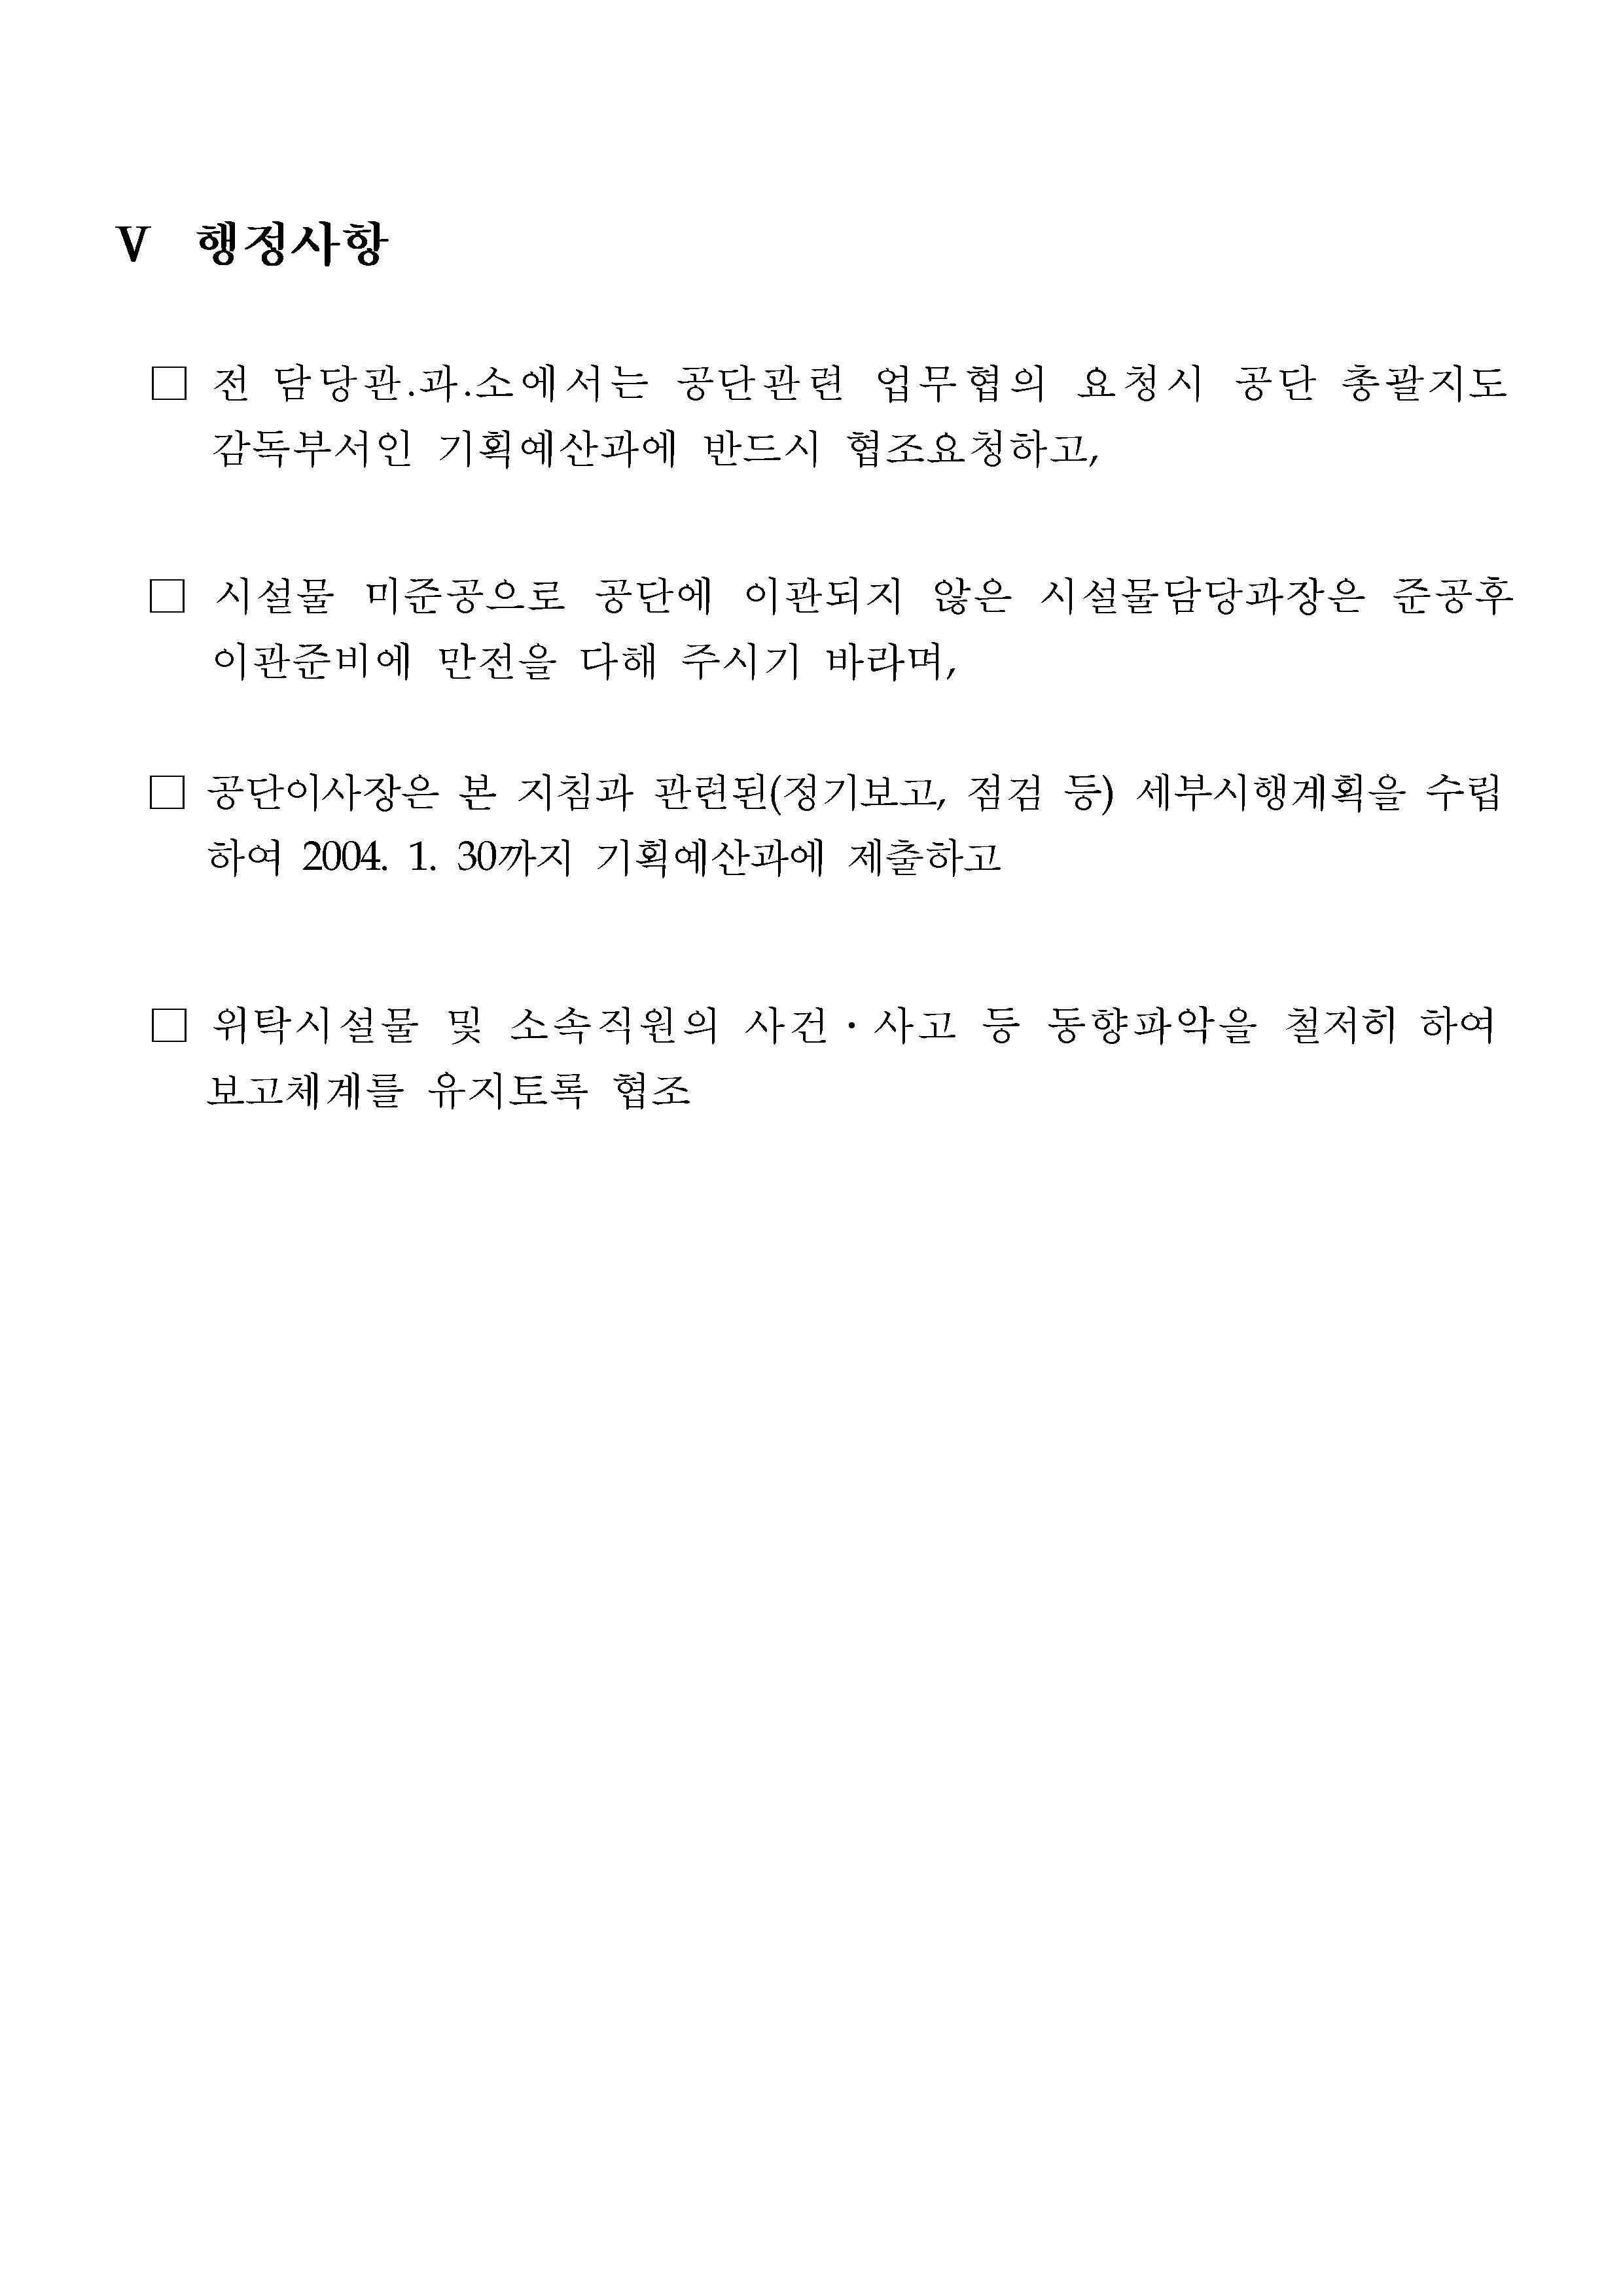 Ⅴ 행정사항
□ 전 담당관.과.소에서는 공단관련 업무협의 요청시 공단 총괄지도
감독부서인 기획예산과에 반드시 협조요청하고,
□ 시설물 미준공으로 공단에 이관되지 않은 시설물담당과장은 준공후
이관준비에 만전을 다해 주시기 바라며,
□ 공단이사장은 본 지침과 관련된(정기보고, 점검 등) 세부시행계획을 수립
하여 2004. 1. 30까지 기획예산과에 제출하고
□ 위탁시설물 및 소속직원의 사건·사고 등 동향파악을 철저히 하여
보고체계를 유지토록 협조